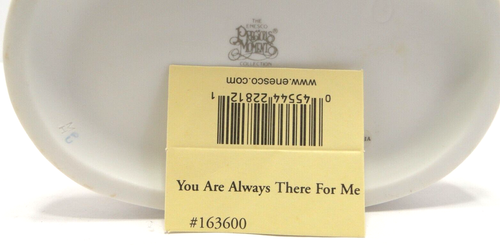 THE
ENESCO
PRECIOUS
MOMENTS
COLLECTION
www.enesco.com
0 45544 22812 1
You Are Always There For Me
#163600